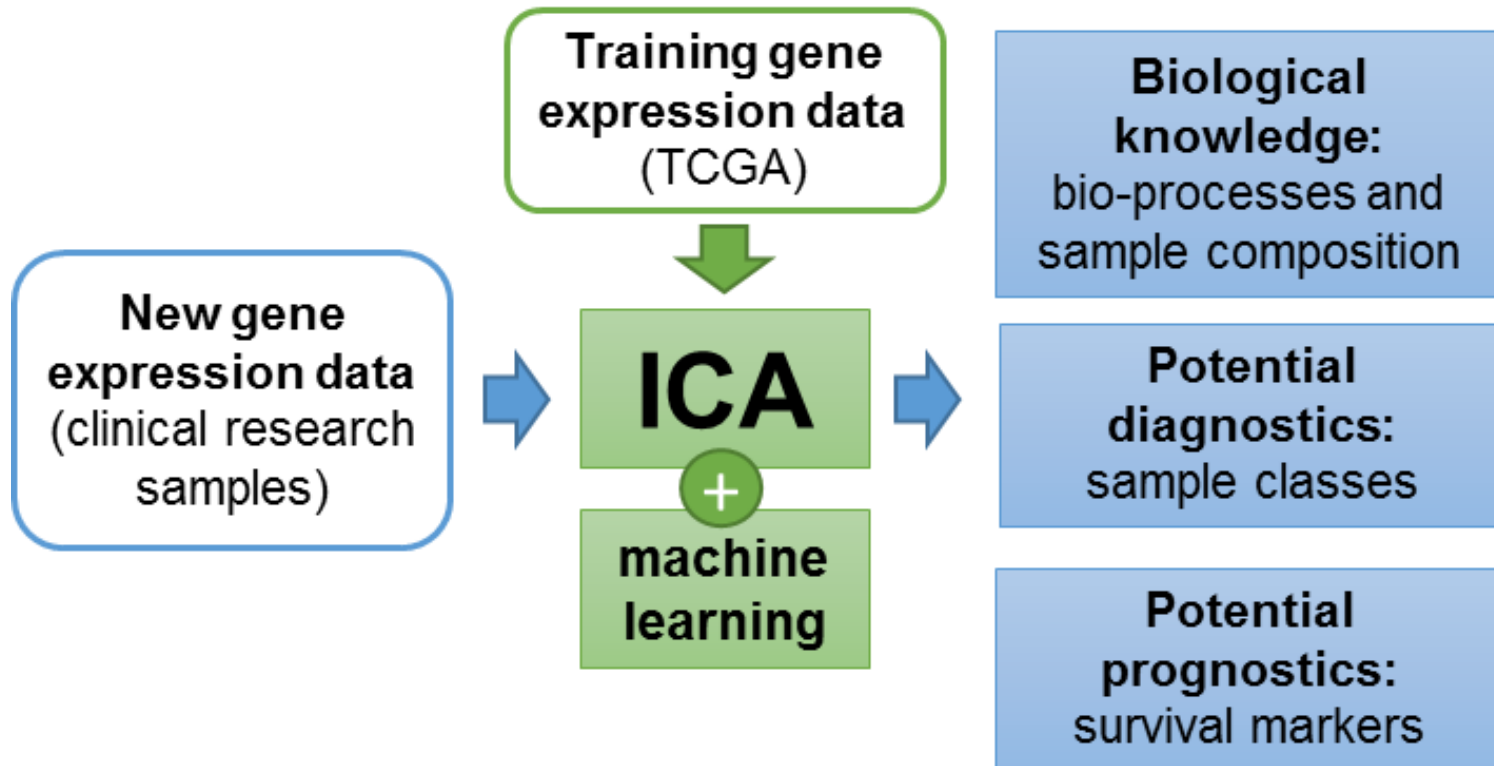 Training gene
expression data
(TCGA)
New gene
expression data
(clinical research
samples)
ICA
+
machine
learning
Biological
knowledge:
bio-processes and
sample composition
Potential
diagnostics:
sample classes
Potential
prognostics:
survival markers